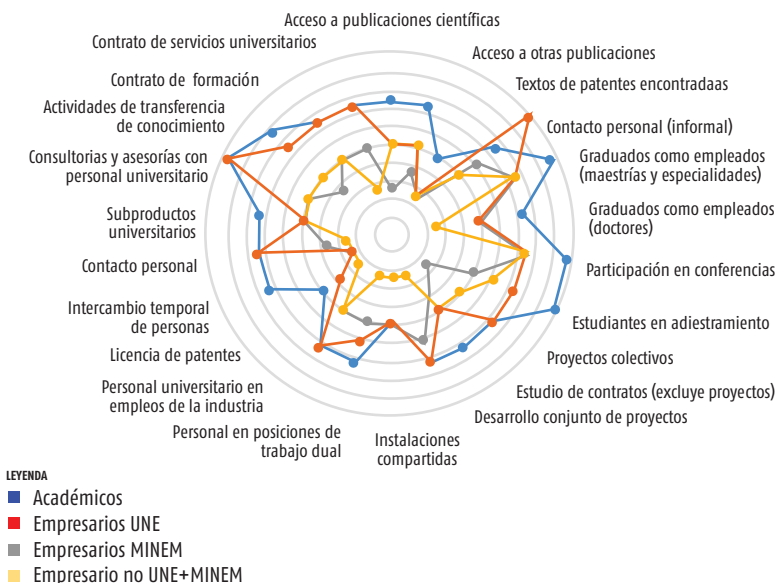 Acceso a publicaciones científicas
Acceso a otras publicaciones
Textos de patentes encontradaas
Contacto personal (informal)
Graduados como empleados
(maestrías y especialidades)
Graduados como empleados
(doctores)
Participación en conferencias
Estudiantes en adiestramiento
Proyectos colectivos
Estudio de contratos (excluye proyectos)
Desarrollo conjunto de proyectos
Instalaciones
compartidas
Personal en posiciones de
trabajo dual
Personal universitario en
empleos de la industria
Licencia de patentes
Intercambio temporal
de personas
Contacto personal
Subproductos
universitarios
Consultorias y asesorías con
personal universitario
Actividades de transferencia
de conocimiento
Contrato de formación
Contrato de servicios universitarios
LEYENDA
Académicos
Empresarios UNE
Empresarios MINEM
Empresario no UNE+MINEM